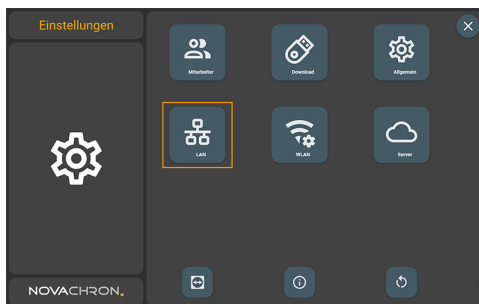 Einstellungen
Mitarbeiter
Download
Allgemein
LAN
WLAN
Server
NOVACHRON.